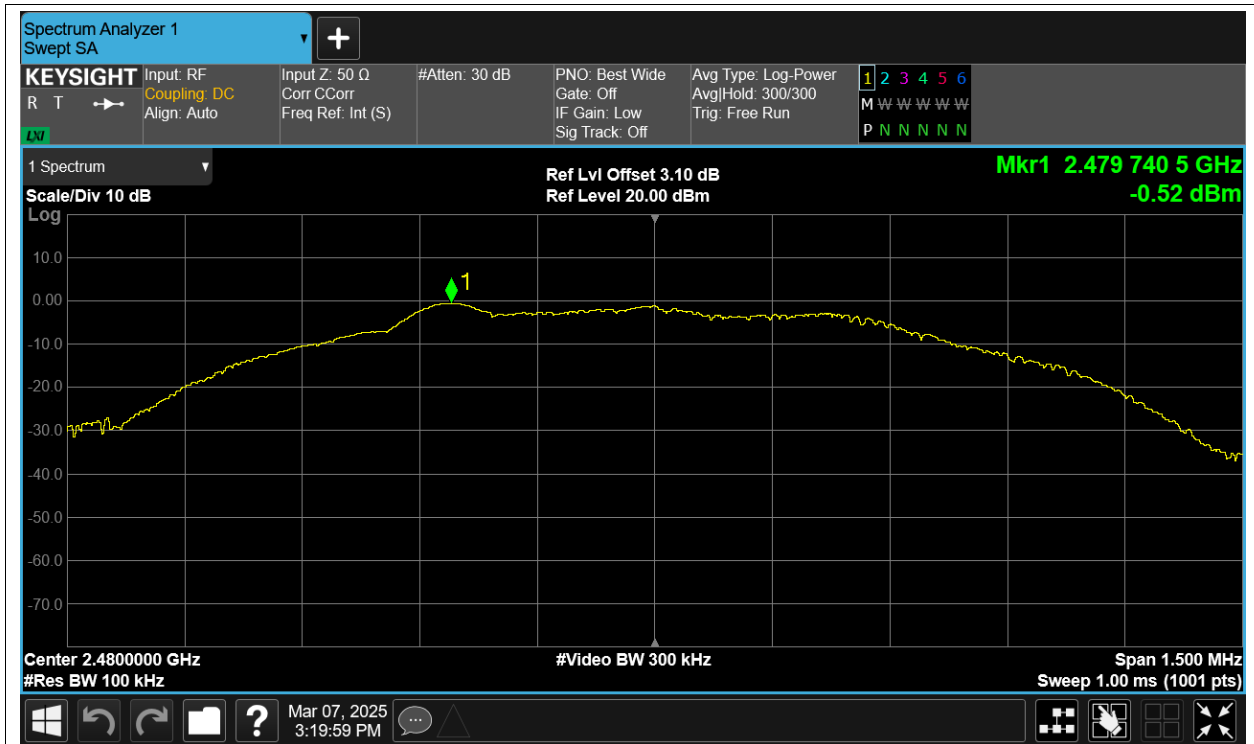 Spectrum Analyzer 1
Swept SA
KEYSIGHT
R T
LXI
Input: RF
Coupling: DC
Align: Auto
Input Z: 50 Ω
Corr CCorr
Freq Ref: Int (S)
#Atten: 30 dB
PNO: Best Wide
Gate: Off
IF Gain: Low
Sig Track: Off
Avg Type: Log-Power
Avg|Hold: 300/300
Trig: Free Run
1 2 3 4 5 6
M W W W W W
P N N N N N
1 Spectrum
Scale/Div 10 dB
Log
Ref Lvl Offset 3.10 dB
Ref Level 20.00 dBm
Mkr1 2.479 740 5 GHz
-0.52 dBm
1
10.0
0.00
-10.0
-20.0
-30.0
-40.0
-50.0
-60.0
-70.0
Center 2.4800000 GHz
#Res BW 100 kHz
#Video BW 300 kHz
Span 1.500 MHz
Sweep 1.00 ms (1001 pts)
?
Mar 07, 2025
3:19:59 PM